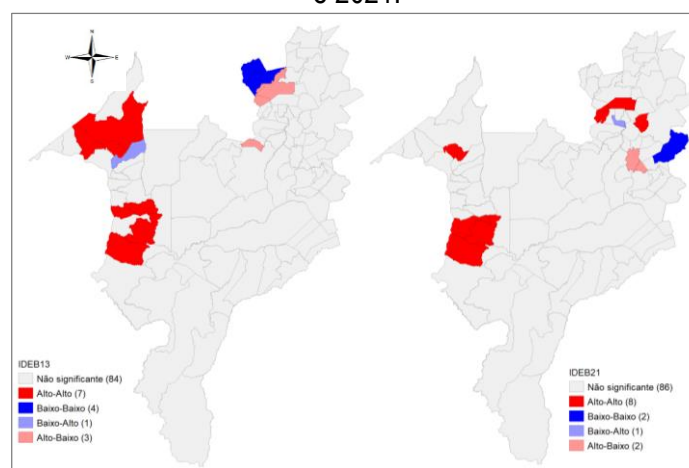 e 2021.
N
W E
S
IDEB13
Não significante (84)
Alto-Alto (7)
Baixo-Baixo (4)
Baixo-Alto (1)
Alto-Baixo (3)
IDEB21
Não significante (86)
Alto-Alto (8)
Baixo-Baixo (2)
Baixo-Alto (1)
Alto-Baixo (2)